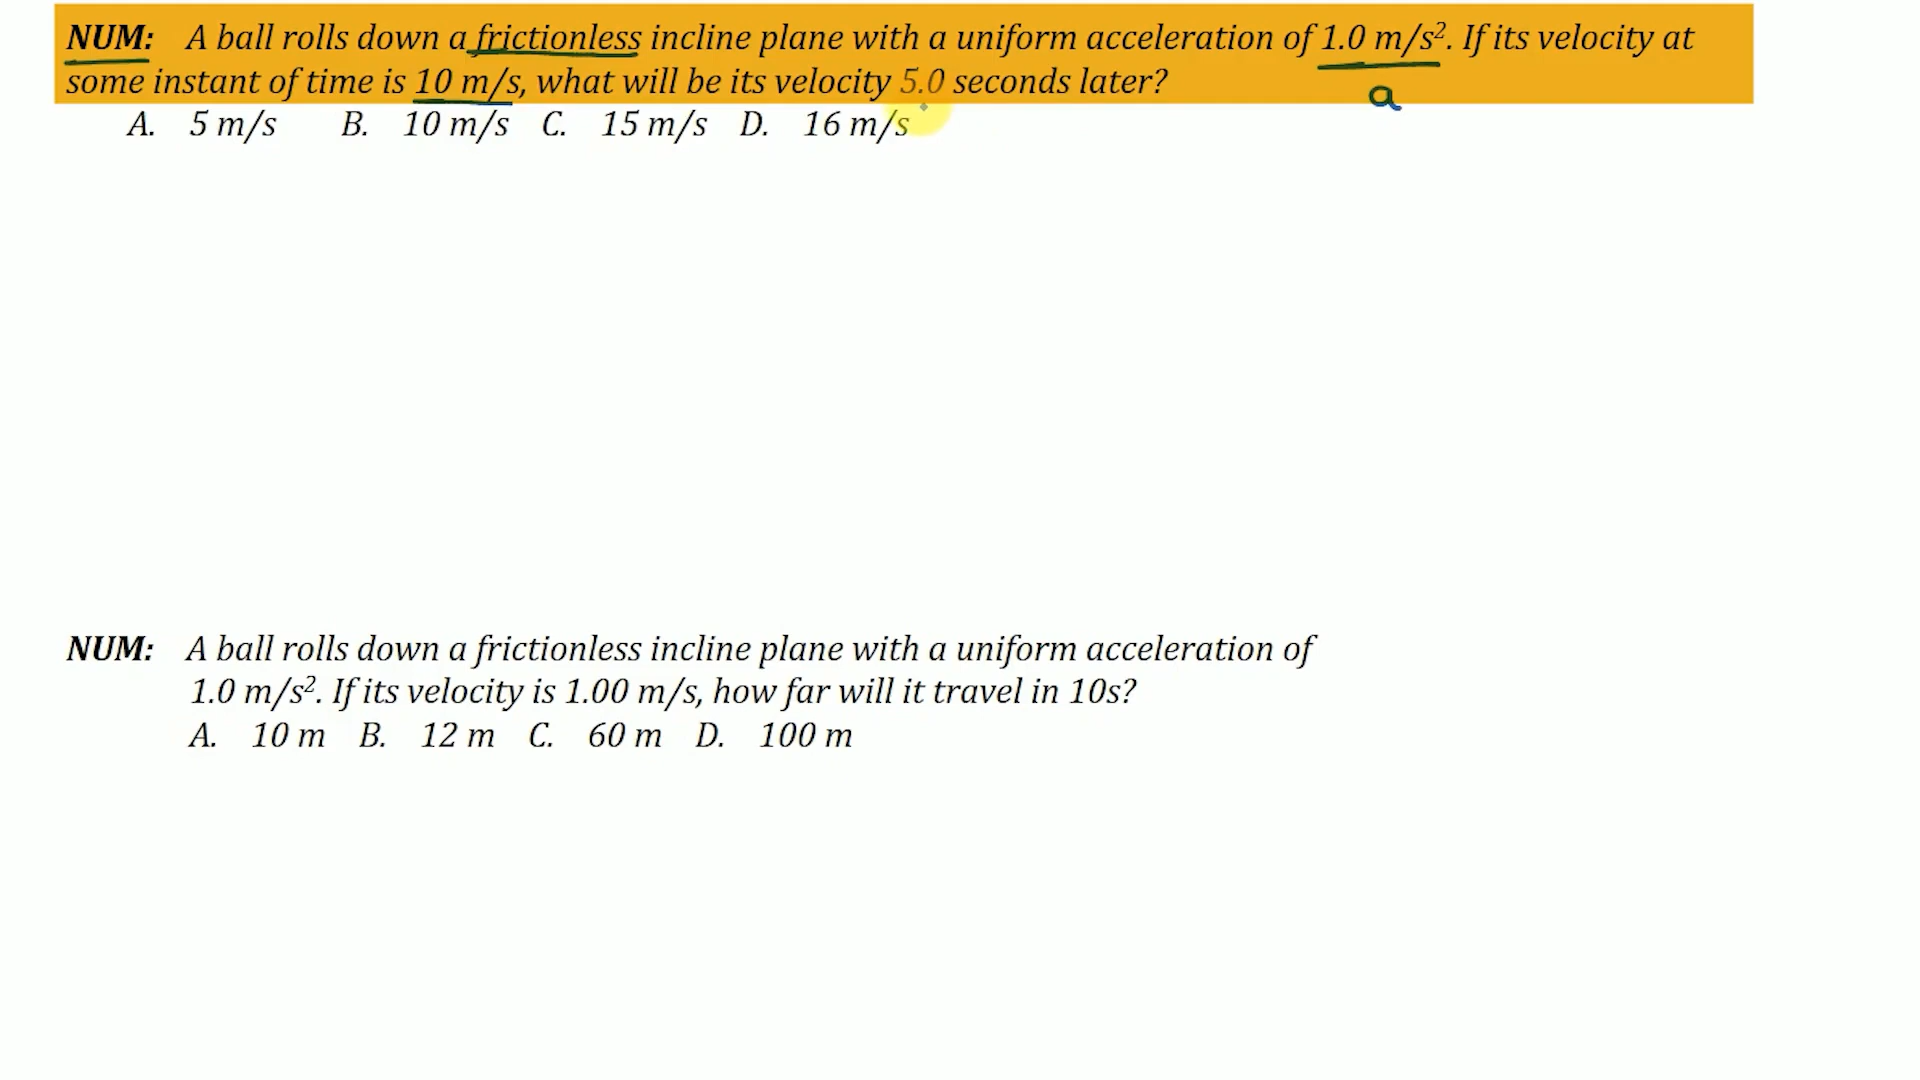 NUM: A ball rolls down a frictionless incline plane with a uniform acceleration of 1.0 m/s². If its velocity at
some instant of time is 10 m/s, what will be its velocity 5.0 seconds later?
a
A. 5 m/s B. 10 m/s C. 15 m/s D. 16 m/s
NUM: A ball rolls down a frictionless incline plane with a uniform acceleration of
1.0 m/s². If its velocity is 1.00 m/s, how far will it travel in 10s?
A. 10 m B. 12 m C. 60 m D. 100 m